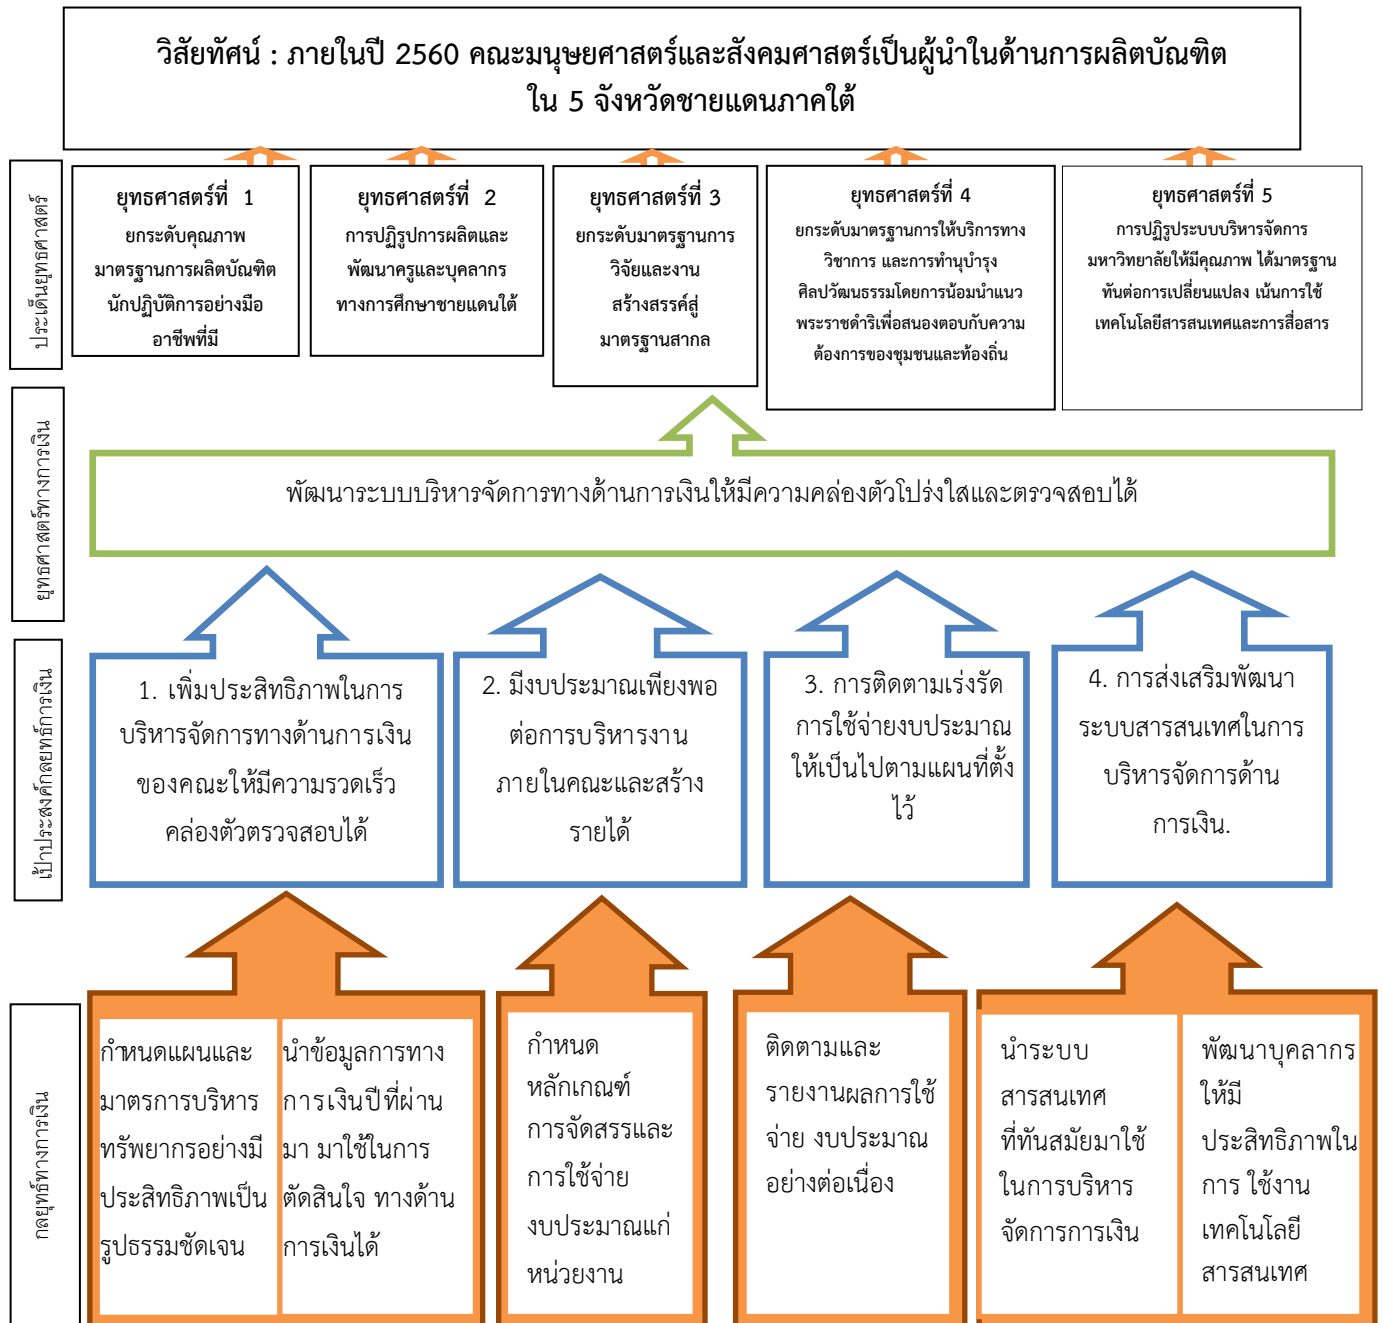 วิสัยทัศน์ : ภายในปี 2560 คณะมนุษยศาสตร์และสังคมศาสตร์เป็นผู้นำในด้านการผลิตบัณฑิต
ใน 5 จังหวัดชายแดนภาคใต้
ประเด็นยุทธศาสตร์
ยุทธศาสตร์ที่ 1
ยกระดับคุณภาพ
มาตรฐานการผลิตบัณฑิต
นักปฏิบัติการอย่างมือ
อาชีพที่มี
ยุทธศาสตร์ที่ 2
การปฏิรูปการผลิตและ
พัฒนาครูและบุคลากร
ทางการศึกษาชายแดนใต้
ยุทธศาสตร์ที่ 3
ยกระดับมาตรฐานการ
วิจัยและงาน
สร้างสรรค์สู่
มาตรฐานสากล
ยุทธศาสตร์ที่ 4
ยกระดับมาตรฐานการให้บริการทาง
วิชาการ และการทำนุบำรุง
ศิลปวัฒนธรรมโดยการน้อมนำแนว
พระราชดำริเพื่อสนองตอบกับความ
ต้องการของชุมชนและท้องถิ่น
ยุทธศาสตร์ที่ 5
การปฏิรูประบบบริหารจัดการ
มหาวิทยาลัยให้มีคุณภาพ ได้มาตรฐาน
ทันต่อการเปลี่ยนแปลง เน้นการใช้
เทคโนโลยีสารสนเทศและการสื่อสาร
ยุทธศาสตร์ทางการเงิน
พัฒนาระบบบริหารจัดการทางด้านการเงินให้มีความคล่องตัวโปร่งใสและตรวจสอบได้
เป้าประสงค์กลยุทธ์การเงิน
1. เพิ่มประสิทธิภาพในการ
บริหารจัดการทางด้านการเงิน
ของคณะให้มีความรวดเร็ว
คล่องตัวตรวจสอบได้
2. มีงบประมาณเพียงพอ
ต่อการบริหารงาน
ภายในคณะและสร้าง
รายได้
3. การติดตามเร่งรัด
การใช้จ่ายงบประมาณ
ให้เป็นไปตามแผนที่ตั้ง
ไว้
4. การส่งเสริมพัฒนา
ระบบสารสนเทศในการ
บริหารจัดการด้าน
การเงิน.
กลยุทธ์ทางการเงิน
กำหนดแผนและ
มาตรการบริหาร
ทรัพยากรอย่างมี
ประสิทธิภาพเป็น
รูปธรรมชัดเจน
นำข้อมูลการทาง
การเงินปีที่ผ่าน
มา มาใช้ในการ
ตัดสินใจ ทางด้าน
การเงินได้
กำหนด
หลักเกณฑ์
การจัดสรรและ
การใช้จ่าย
งบประมาณแก่
หน่วยงาน
ติดตามและ
รายงานผลการใช้
จ่าย งบประมาณ
อย่างต่อเนื่อง
นำระบบ
สารสนเทศ
ที่ทันสมัยมาใช้
ในการบริหาร
จัดการการเงิน
พัฒนาบุคลากร
ให้มี
ประสิทธิภาพใน
การ ใช้งาน
เทคโนโลยี
สารสนเทศ